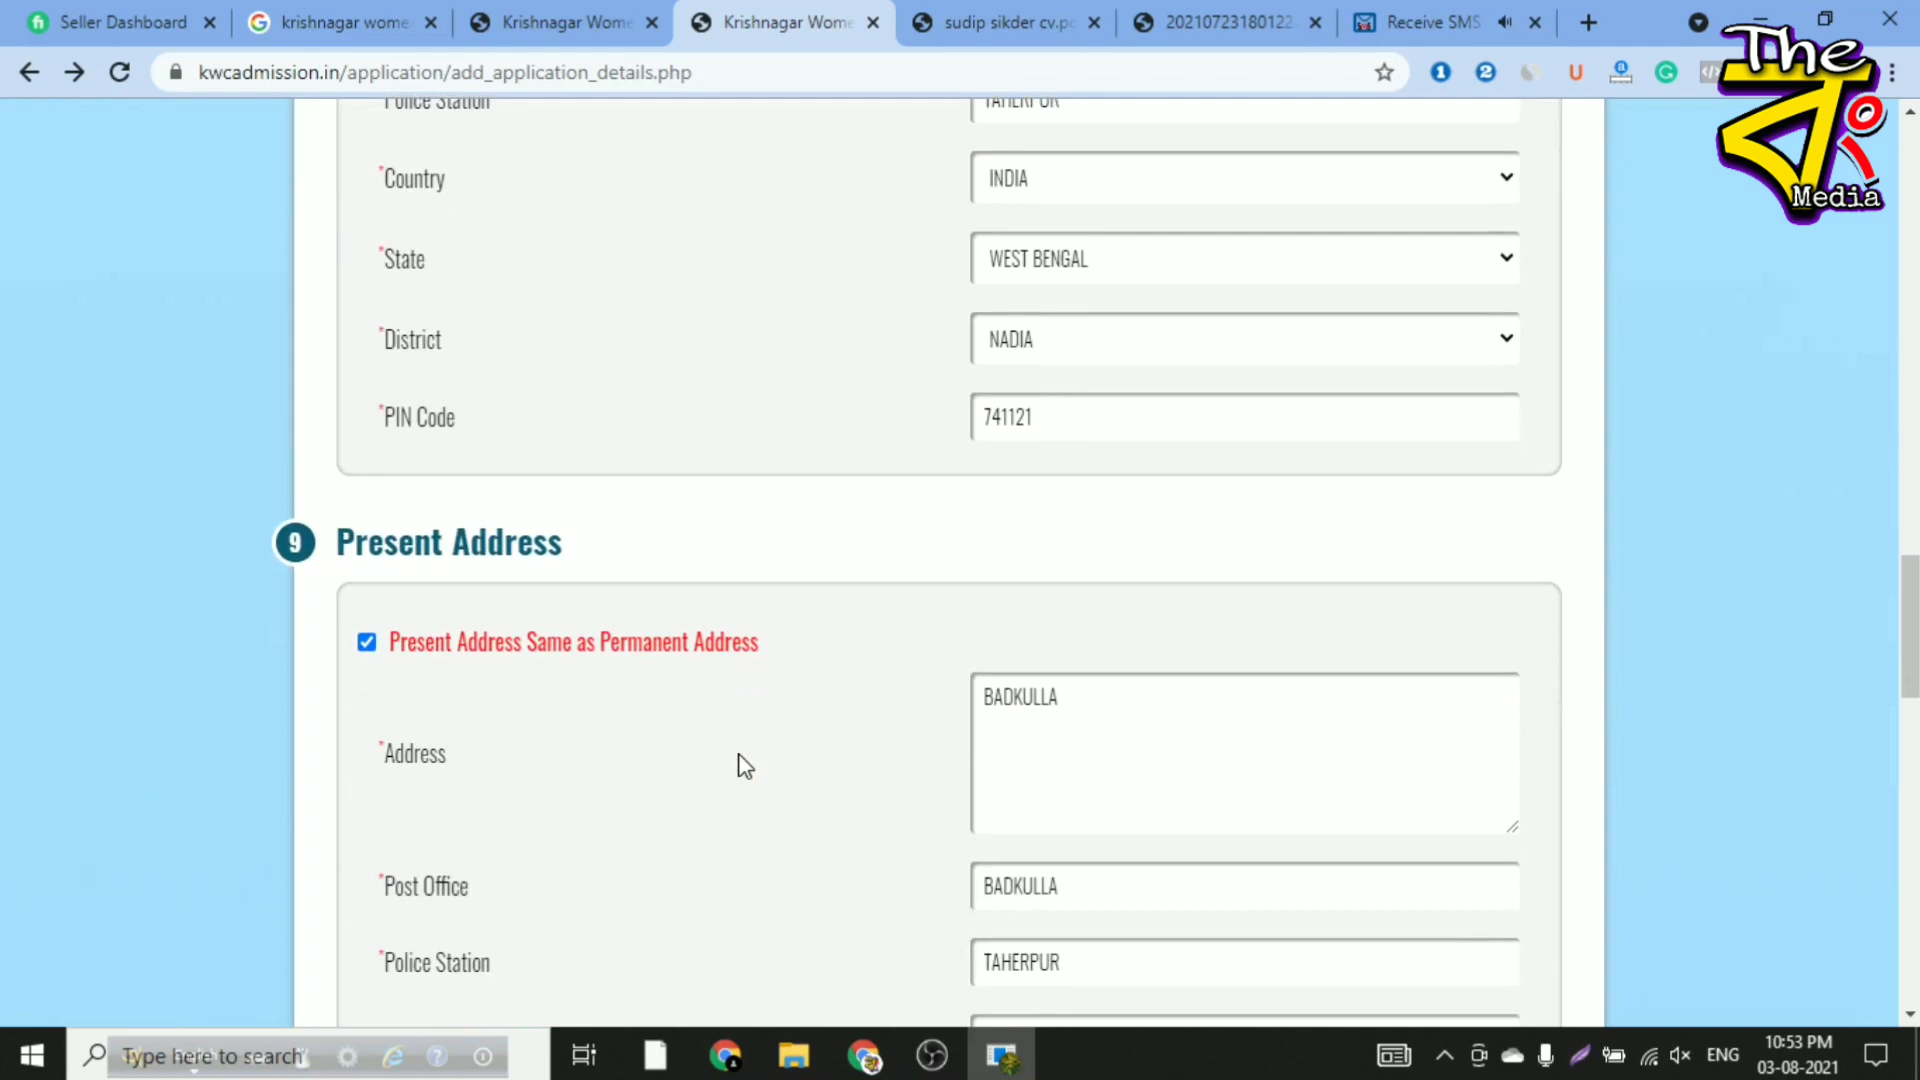 Seller Dashboard
krishnagar wome
Krishnagar Wome
Krishnagar Wome
sudip sikder cv.p
20210723180122
Receive SMS
kwcadmission.in/application/add_application_details.php
The
Media
Police Station
TAHERPUR
*Country
INDIA
*State
WEST BENGAL
*District
NADIA
*PIN Code
741121
9 Present Address
Present Address Same as Permanent Address
*Address
BADKULLA
*Post Office
BADKULLA
*Police Station
TAHERPUR
Type here to search
ENG
10:53 PM
03-08-2021